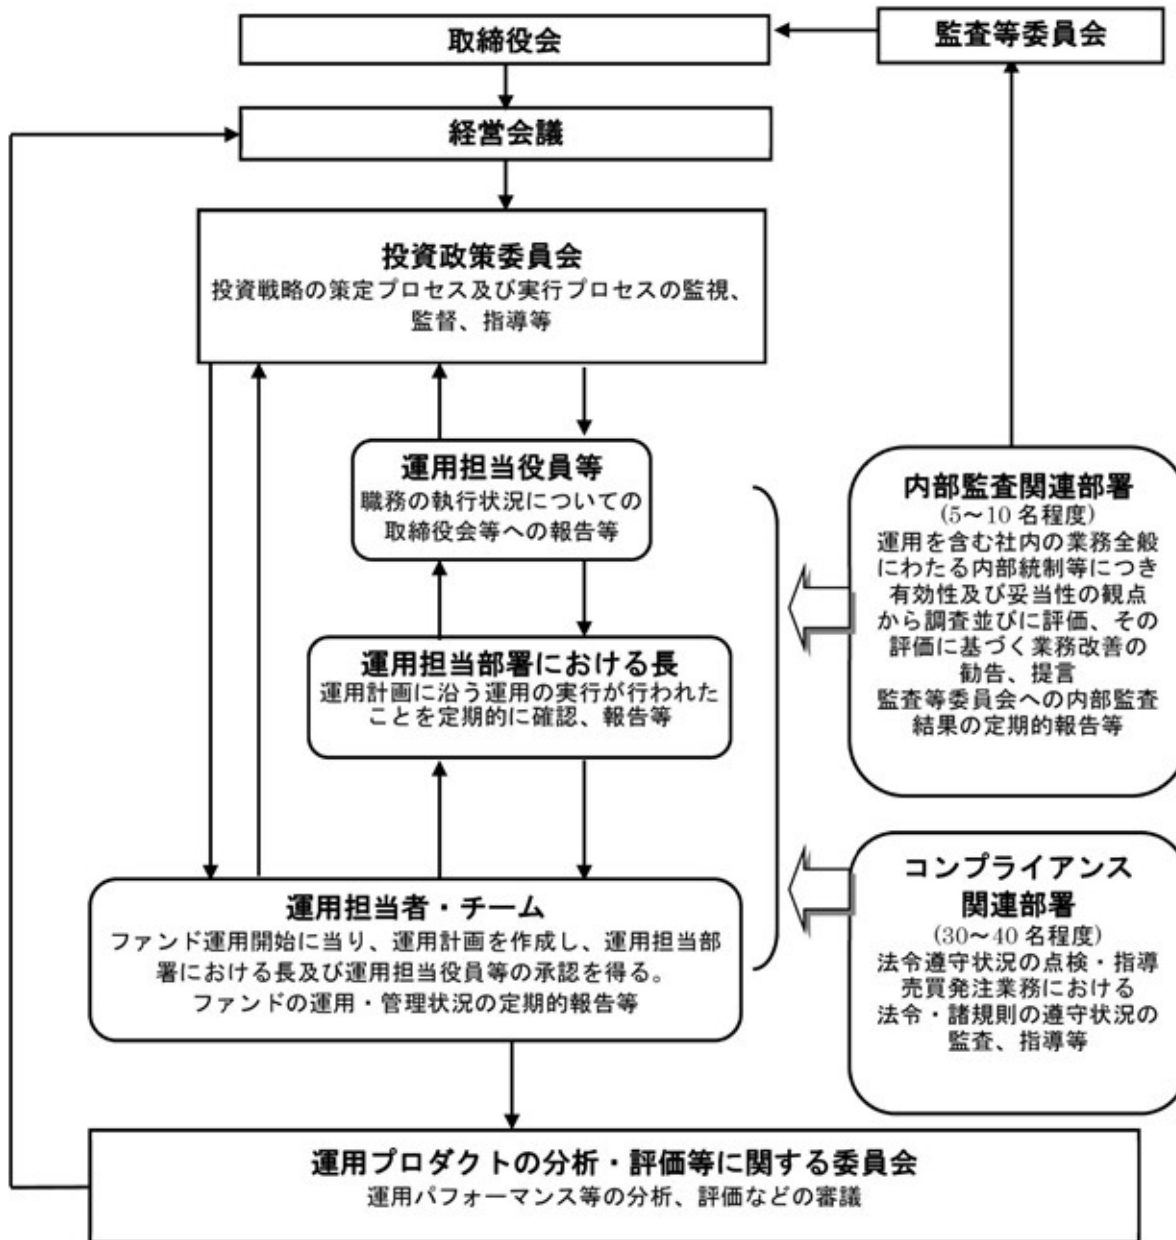 取締役会
監査等委員会
経営会議
投資政策委員会
投資戦略の策定プロセス及び実行プロセスの監視、
監督、指導等
運用担当役員等
職務の執行状況についての
取締役会等への報告等
運用担当部署における長
運用計画に沿う運用の実行が行われた
ことを定期的に確認、報告等
運用担当者・チーム
ファンド運用開始に当り、運用計画を作成し、運用担当部
署における長及び運用担当役員等の承認を得る。
ファンドの運用・管理状況の定期的報告等
内部監査関連部署
(5～10 名程度)
運用を含む社内の業務全般
にわたる内部統制等につき
有効性及び妥当性の観点
から調査並びに評価、その
評価に基づく業務改善の
勧告、提言
監査等委員会への内部監査
結果の定期的報告等
コンプライアンス
関連部署
(30～40 名程度)
法令遵守状況の点検・指導
売買発注業務における
法令・諸規則の遵守状況の
監査、指導等
運用プロダクトの分析・評価等に関する委員会
運用パフォーマンス等の分析、評価などの審議